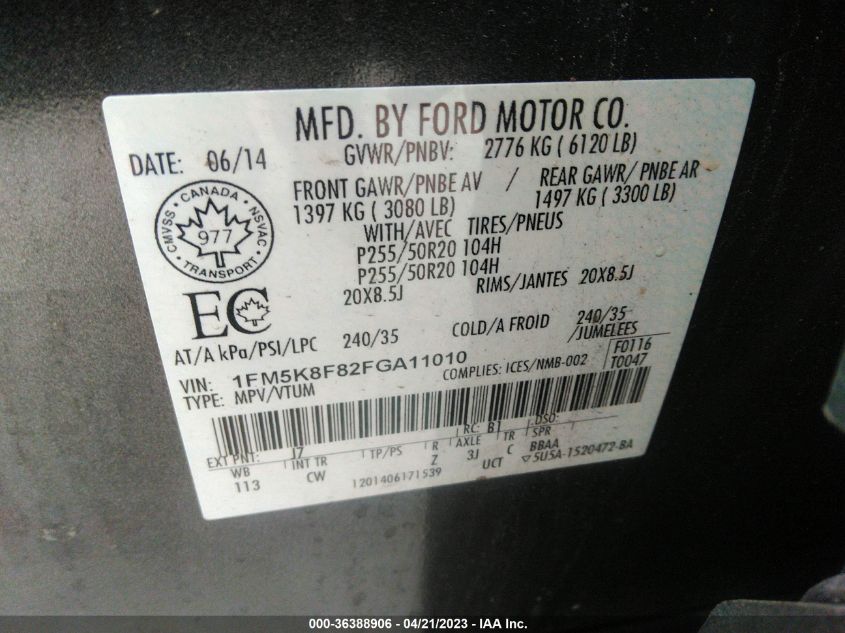 MFD. BY FORD MOTOR CO.
DATE: 06/14
GVWR/PNBV: 2776 KG ( 6120 LB)
FRONT GAWR/PNBE AV / REAR GAWR/ PNBE AR
1397 KG ( 3080 LB) 1497 KG ( 3300 LB)
WITH/AVEC TIRES/PNEUS
P255/50R20 104H
P255/50R20 104H
20X8.5J RIMS/JANTES 20X8.5J
CMVSS • CANADA • NSVAC
977
TRANSPORT
EC
AT/A kPa/PSI/LPC 240/35 COLD/A FROID 240/35
/JUMELEES
VIN: 1FM5K8F82FGA11010 COMPLIES: ICES/NMB-002 F0116
TYPE: MPV/VTUM T0047
EXT PNT: J7 RC: B1 DSO:
WB INT TR TP/PS R AXLE TR SPR
113 CW Z 3J C BBAA
1201406171539 UCT ▽5U5A-1520472-BA
000-36388906 - 04/21/2023 - IAA Inc.